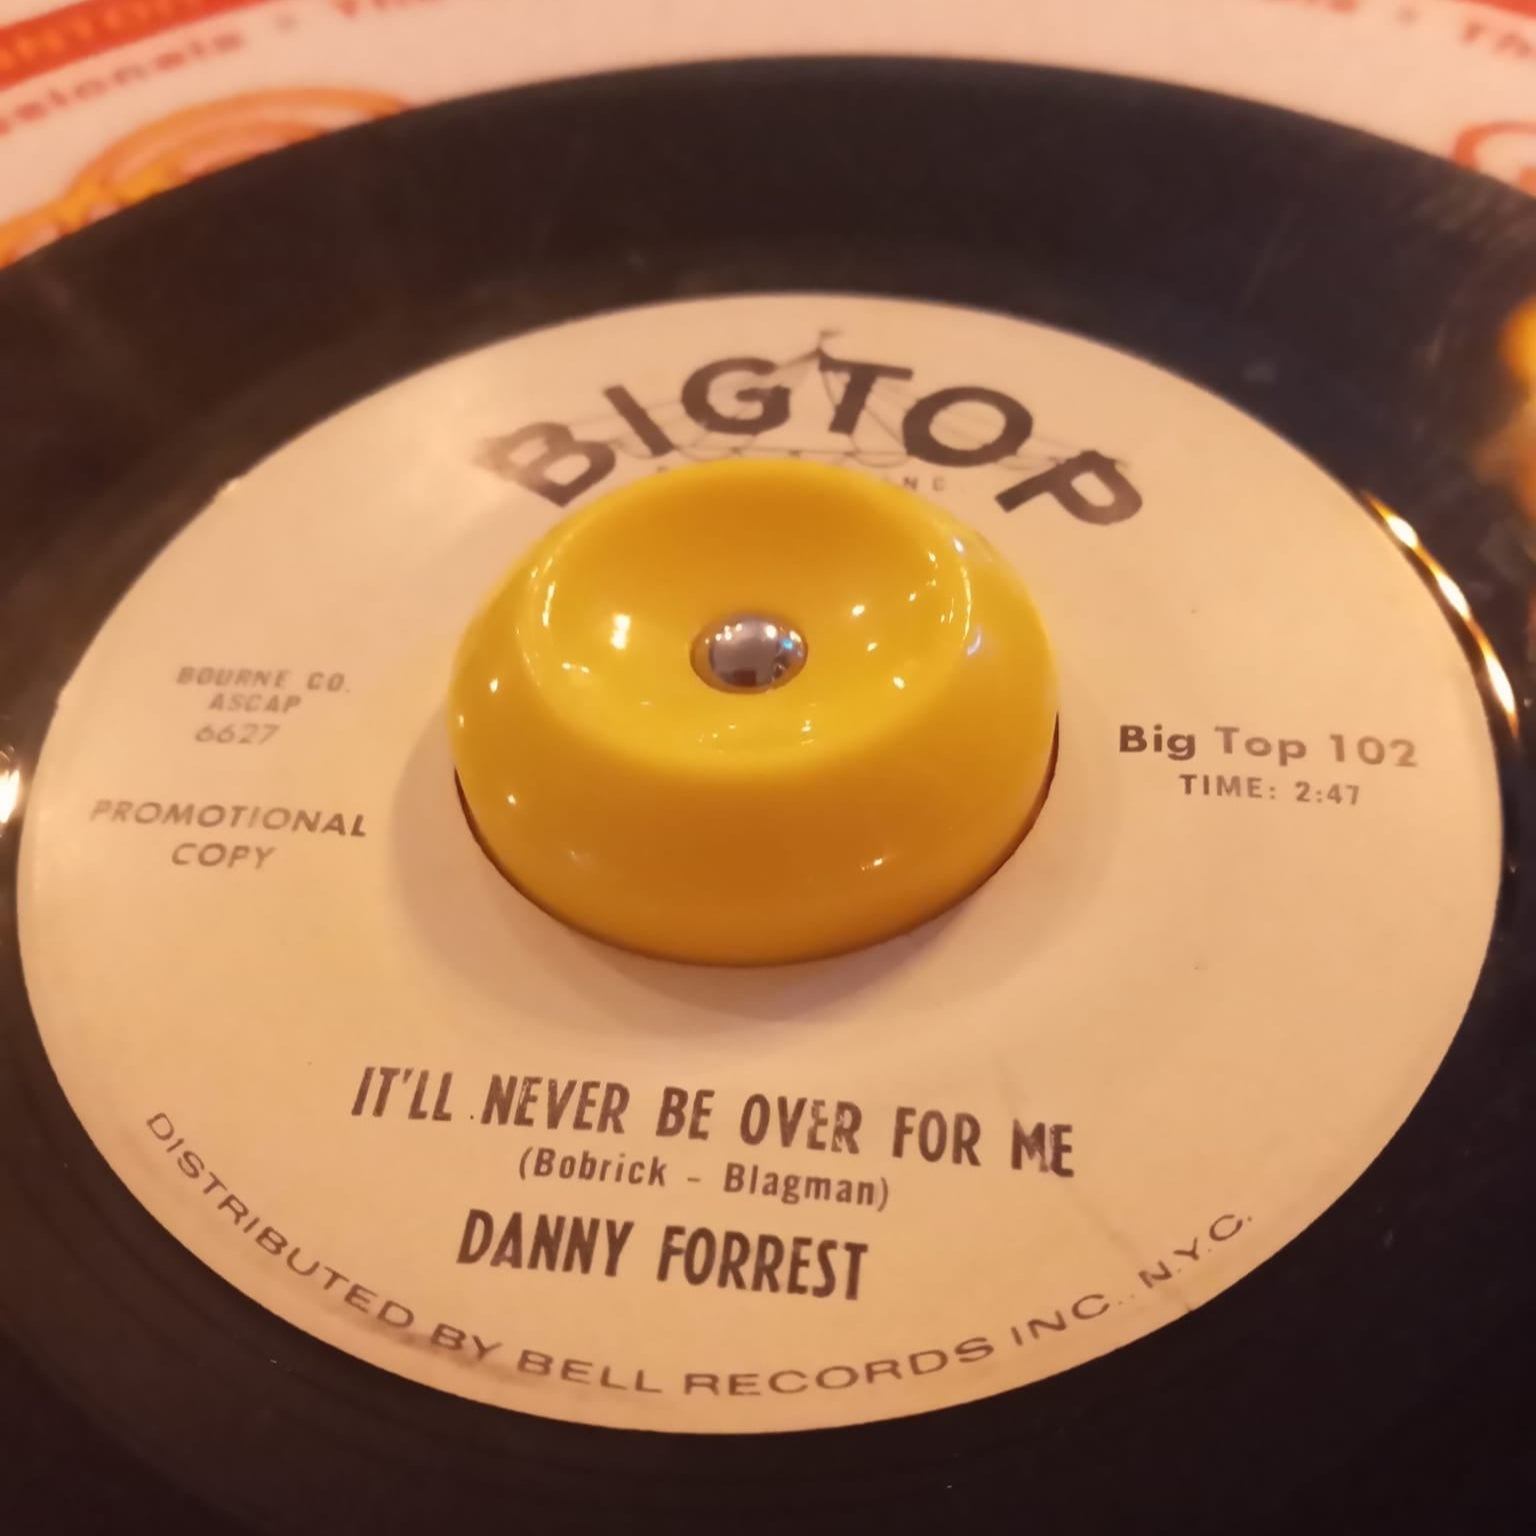 BIGTOP
BOURNE CO.
ASCAP
6627
PROMOTIONAL
COPY
Big Top 102
TIME: 2:47
IT'LL NEVER BE OVER FOR ME
(Bobrick - Blagman)
DANNY FORREST
DISTRIBUTED BY BELL RECORDS INC., N.Y.C.